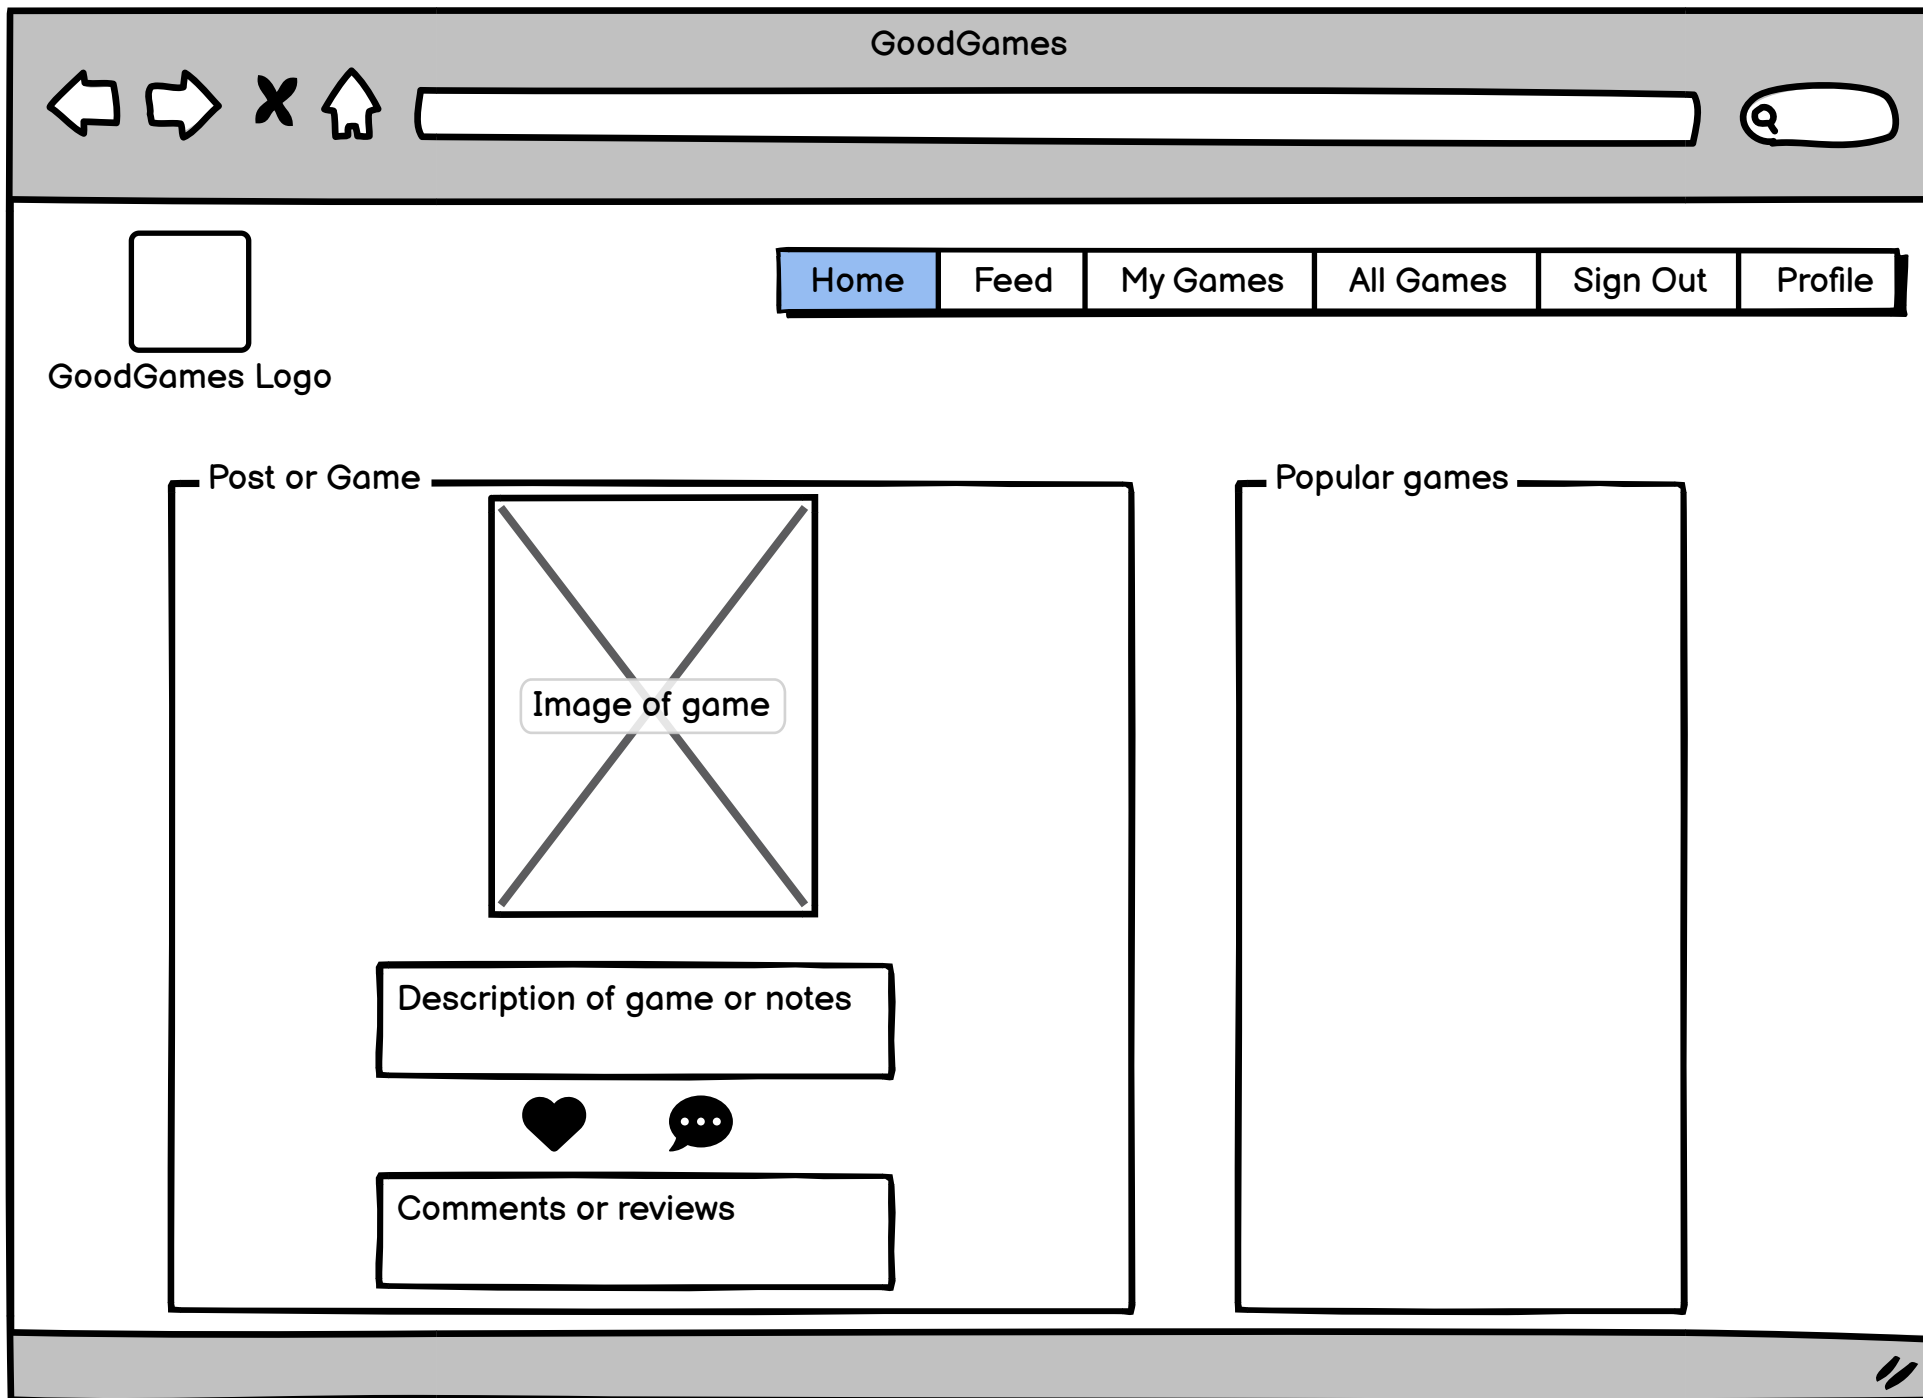 GoodGames
Home Feed My Games All Games Sign Out Profile
GoodGames Logo
Post or Game
Popular games
Image of game
Description of game or notes
Comments or reviews